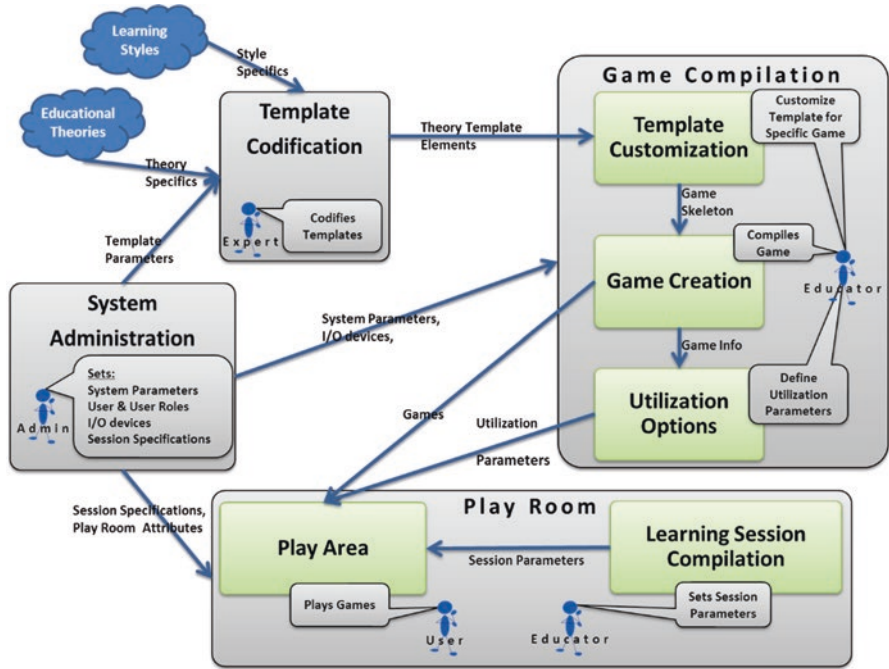 Learning
Styles
Style
Specifics
Educational
Theories
Theory
Specifics
Template
Codification
Codifies
Templates
Expert
Theory Template
Elements
Template
Parameters
Game Compilation
Template
Customization
Customize
Template for
Specific Game
Game
Skeleton
Compiles
Game
Game Creation
Educator
Game Info
Utilization
Options
Define
Utilization
Parameters
System
Administration
Sets:
System Parameters
User & User Roles
I/O devices
Session Specifications
Admin
System Parameters,
I/O devices,
Games
Utilization
Parameters
Session Specifications,
Play Room Attributes
Play Room
Play Area
Session Parameters
Learning Session
Compilation
Plays Games
User
Educator
Sets Session
Parameters